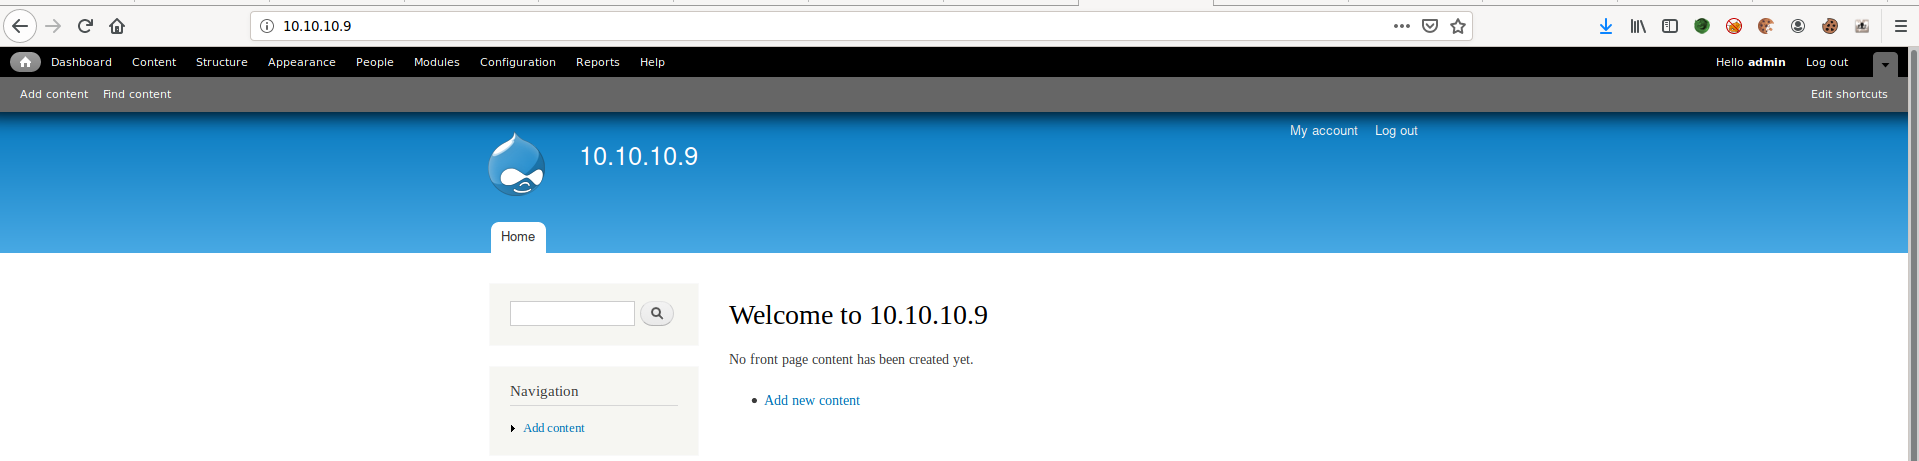 10.10.10.9
Dashboard Content Structure Appearance People Modules Configuration Reports Help Hello admin Log out
Add content Find content Edit shortcuts
My account Log out
10.10.10.9
Home
Welcome to 10.10.10.9
No front page content has been created yet.
Navigation
Add new content
Add content